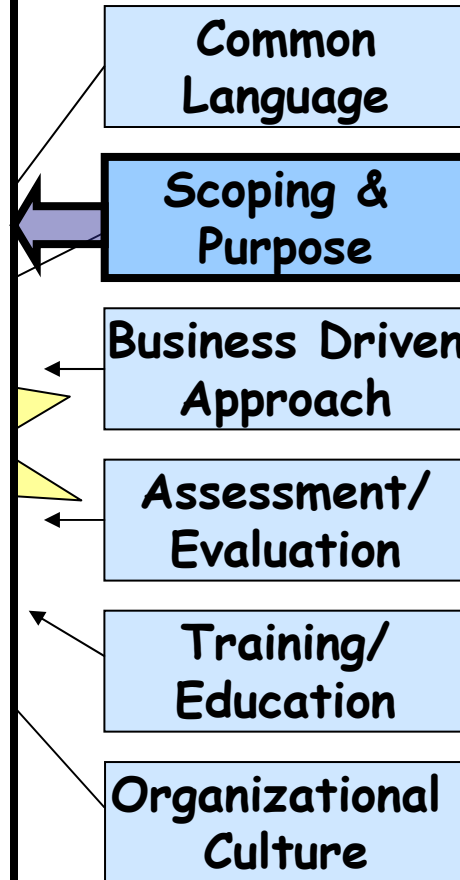 Common
Language
Scoping &
Purpose
Business Driven
Approach
Assessment/
Evaluation
Training/
Education
Organizational
Culture